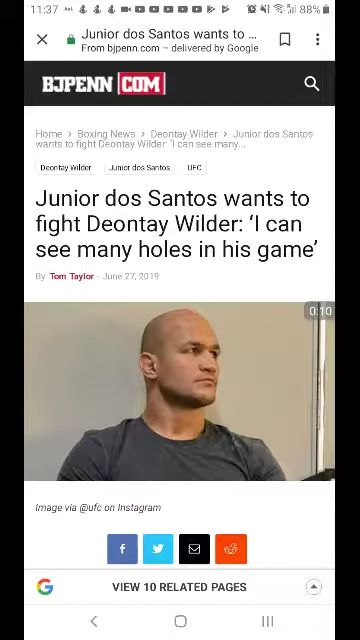 11:37
88%
Junior dos Santos wants to ...
From bjpenn.com – delivered by Google
BJPENN.COM
Home > Boxing News > Deontay Wilder > Junior dos Santos
wants to fight Deontay Wilder: "I can see many...
Deontay Wilder Junior dos Santos UFC
Junior dos Santos wants to
fight Deontay Wilder: ‘I can
see many holes in his game’
By Tom Taylor - June 27, 2019
0:10
Image via @ufc on Instagram
VIEW 10 RELATED PAGES